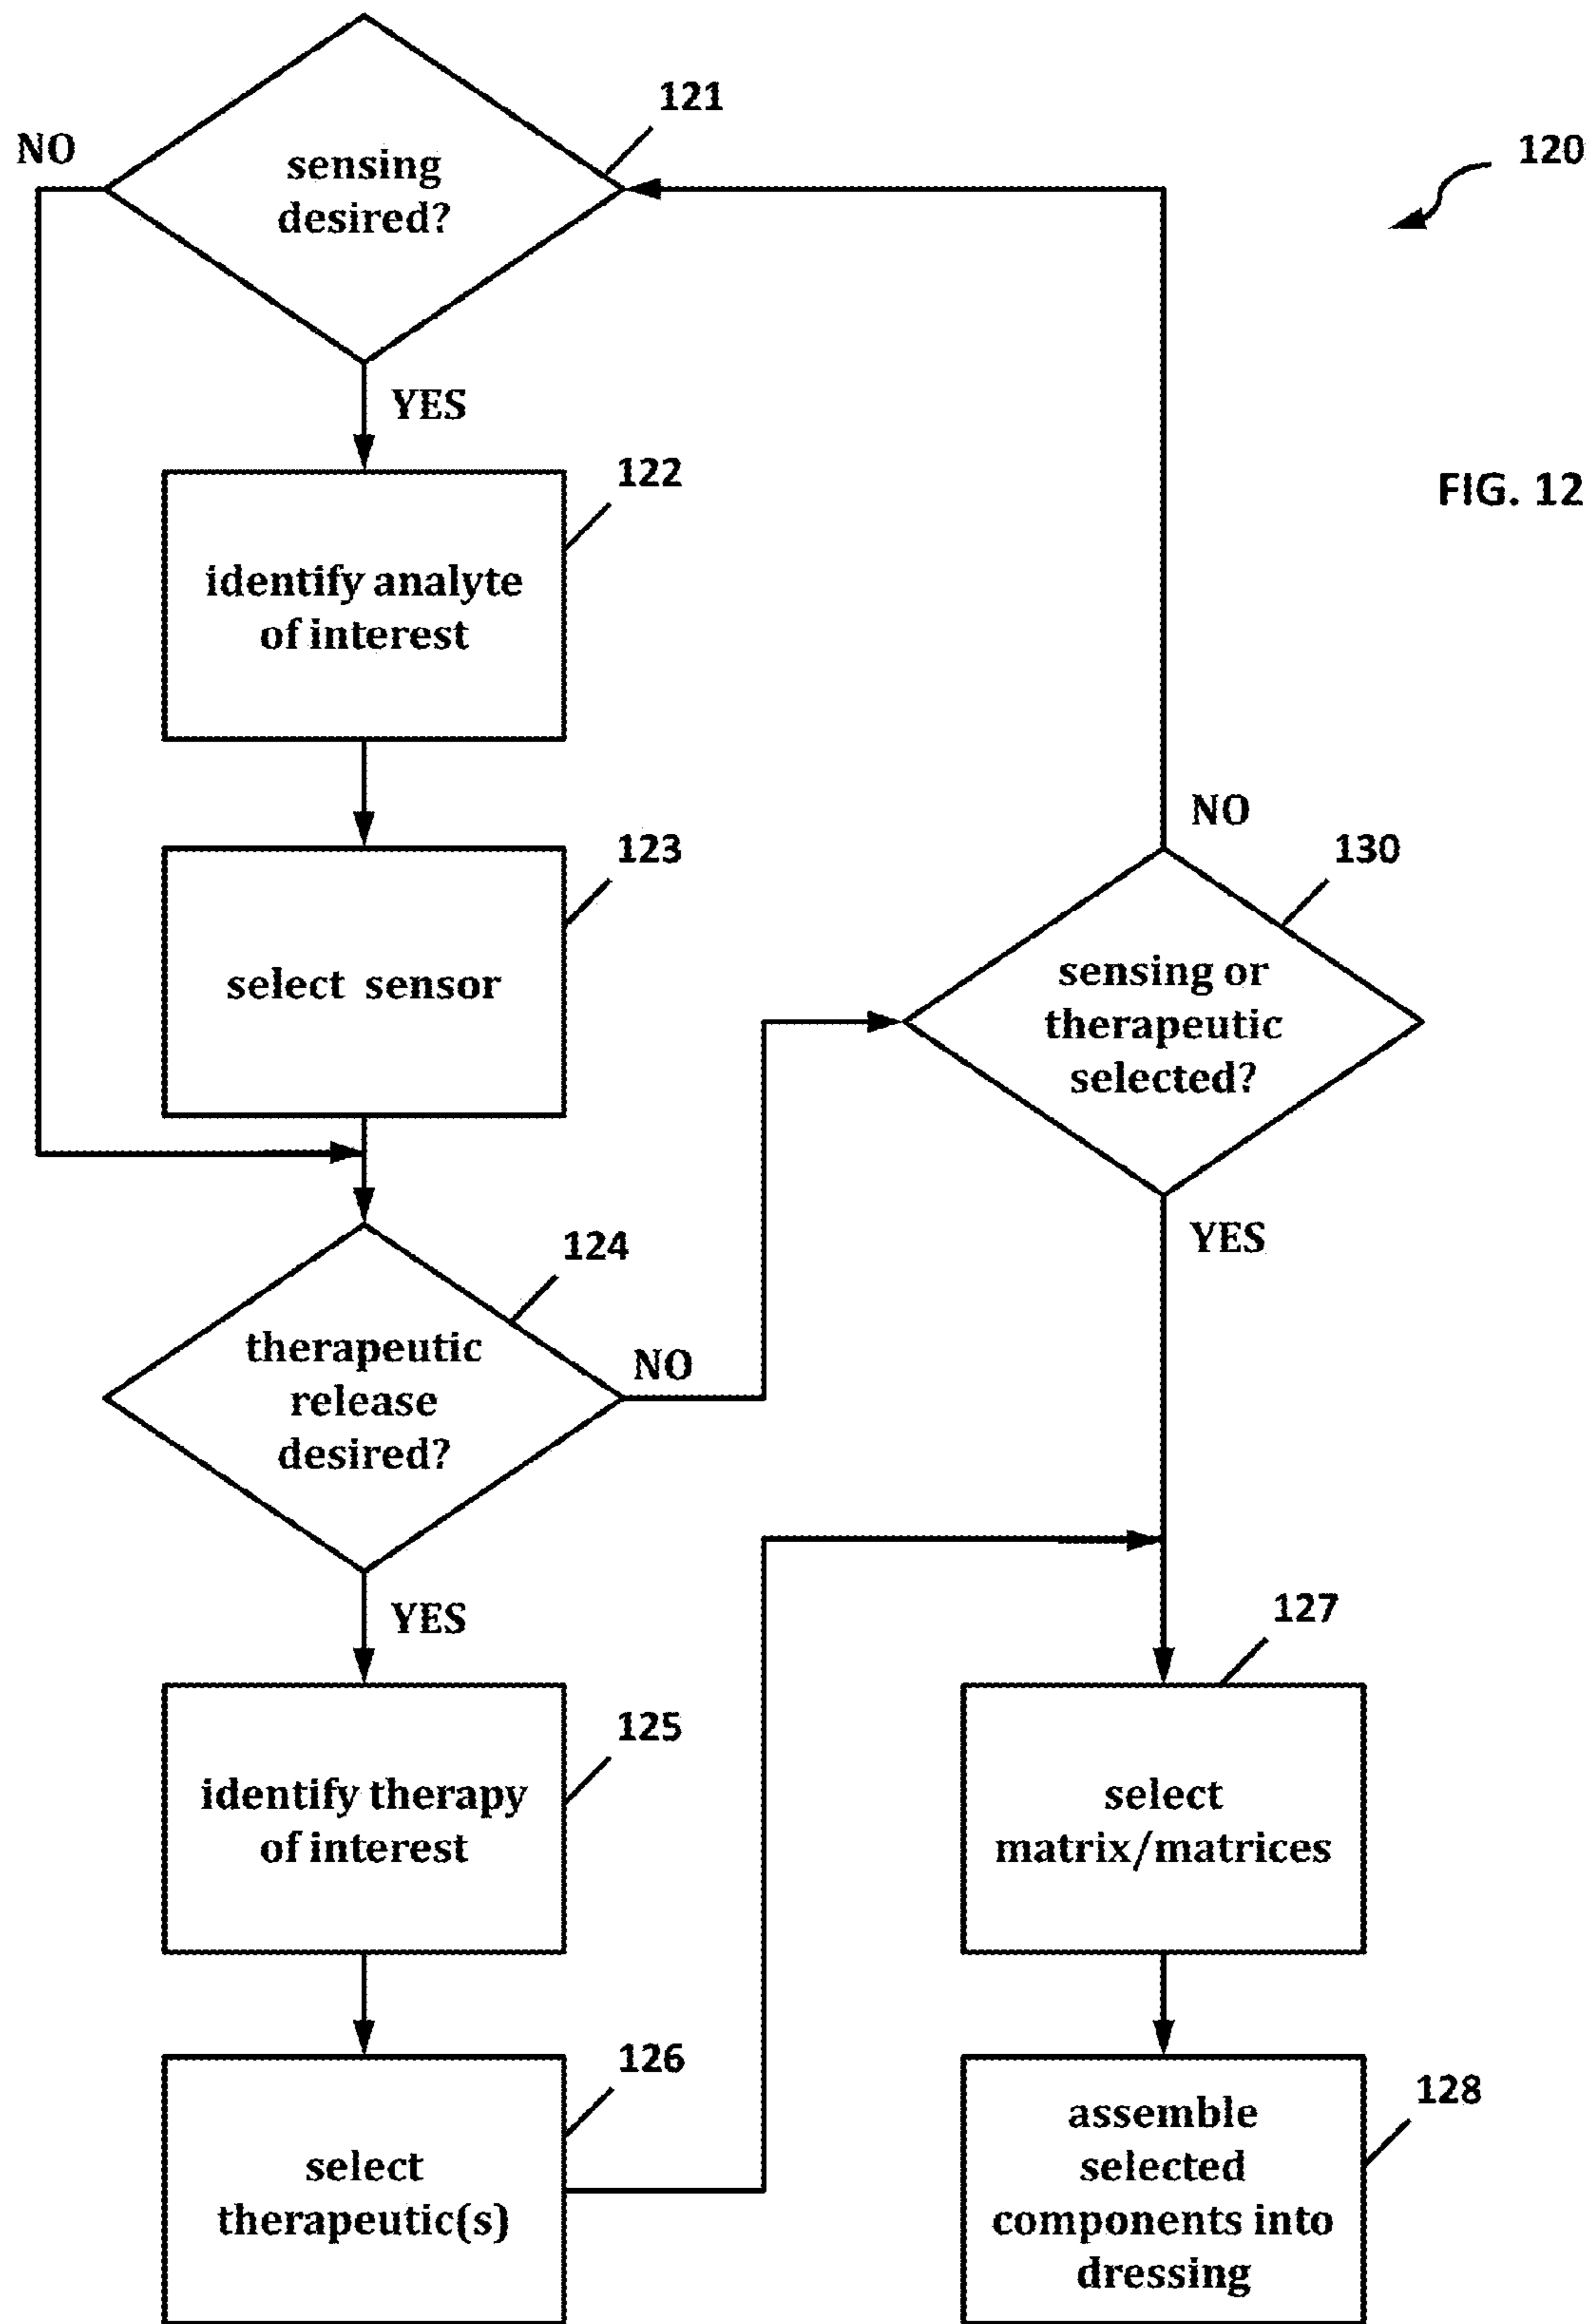 121
NO
sensing
desired?
120
YES
122
FIG. 12
identify analyte
of interest
NO
123
130
select sensor
sensing or
therapeutic
selected?
YES
124
therapeutic
release
desired?
NO
YES
127
125
identify therapy
of interest
select
matrix/matrices
126
128
select
therapeutic(s)
assemble
selected
components into
dressing